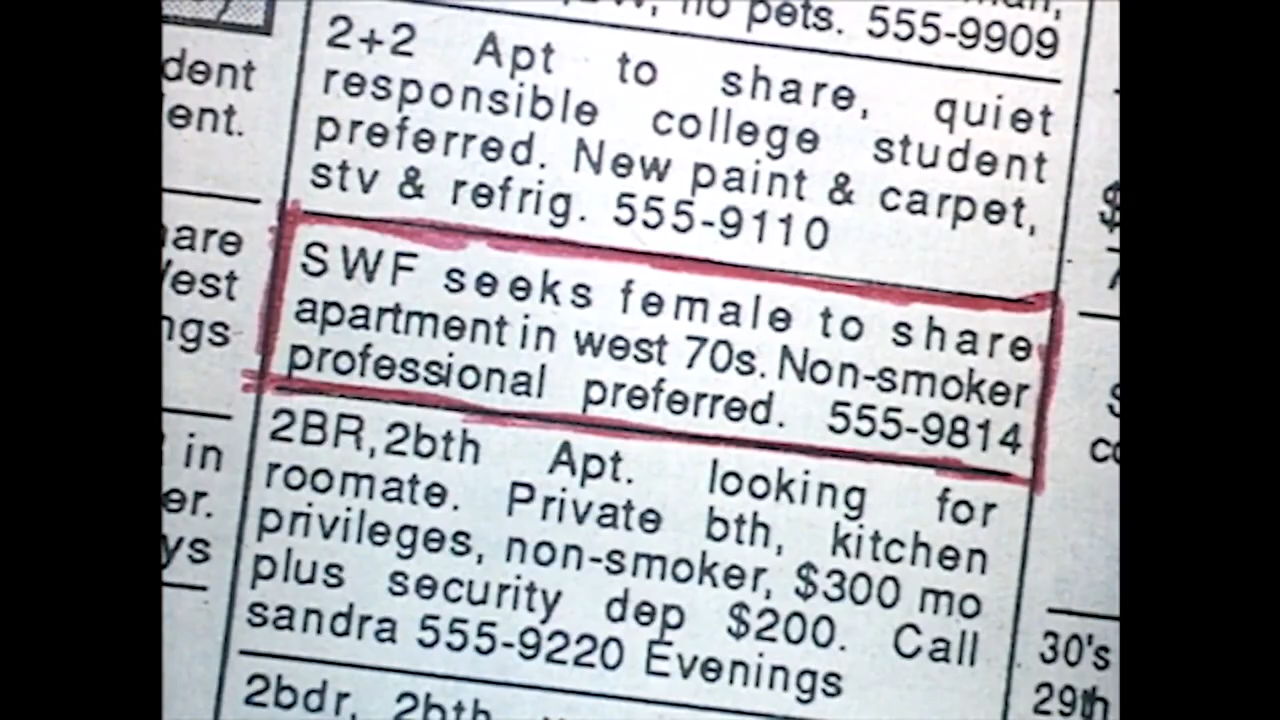 no pets. 555-9909
2+2 Apt to share, quiet
responsible college student
preferred. New paint & carpet,
stv & refrig. 555-9110
SWF seeks female to share
apartment in west 70s. Non-smoker
professional preferred. 555-9814
2BR,2bth Apt. looking for
roomate. Private bth, kitchen
privileges, non-smoker, $300 mo
plus security dep $200. Call
sandra 555-9220 Evenings
2bdr, 2bth
dent
ent.
are
est
ngs
in
er.
ys
$
30's
29th